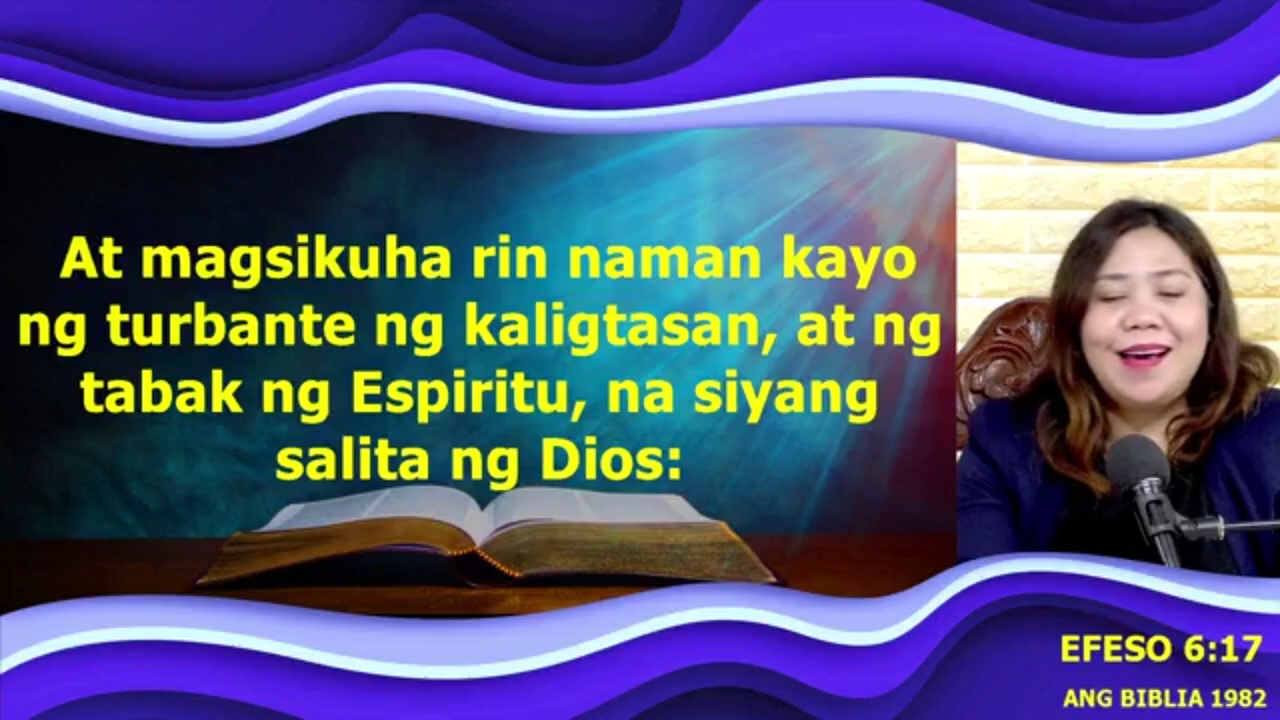 At magsikuha rin naman kayo
ng turbante ng kaligtasan, at ng
tabak ng Espiritu, na siyang
salita ng Dios:
EFESO 6:17
ANG BIBLIA 1982